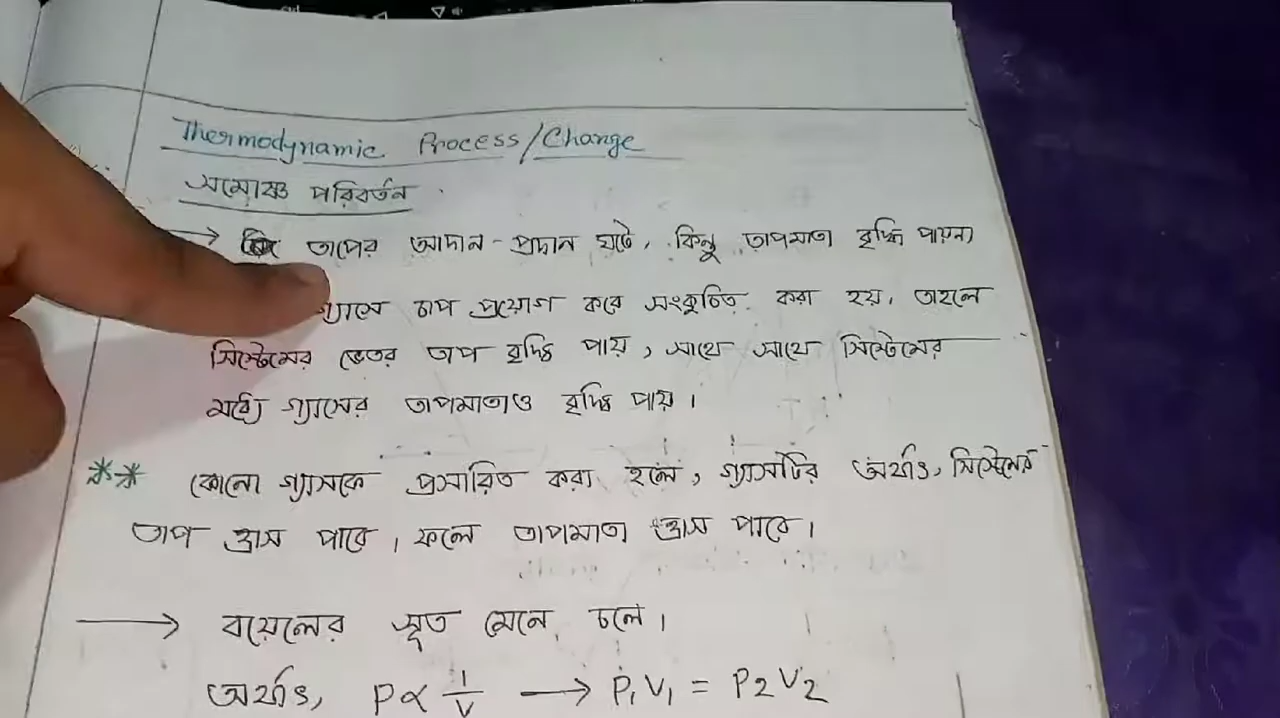 Thermodynamic Process/Change
সমোষ্ণ পরিবর্তন
→ তাপের আদান-প্রদান ঘটে, কিন্তু তাপমাত্রা বৃদ্ধি পায়না
চাপ প্রয়োগ করে সংকুচিত করা হয়, তাহলে
সিস্টেমের ভেতর তাপ বৃদ্ধি পায়, সাথে সাথে সিস্টেমের
মধ্যে গ্যাসের তাপমাত্রাও বৃদ্ধি পায়।
** কোনো গ্যাসকে প্রসারিত করা হলে, গ্যাসটির অর্থাৎ, সিস্টেমের
তাপ হ্রাস পাবে। ফলে তাপমাত্রা হ্রাস পাবে।
→ বয়েলের সূত্র মেনে চলে।
অর্থাৎ, P∝ 1/V → P₁V₁ = P2V2